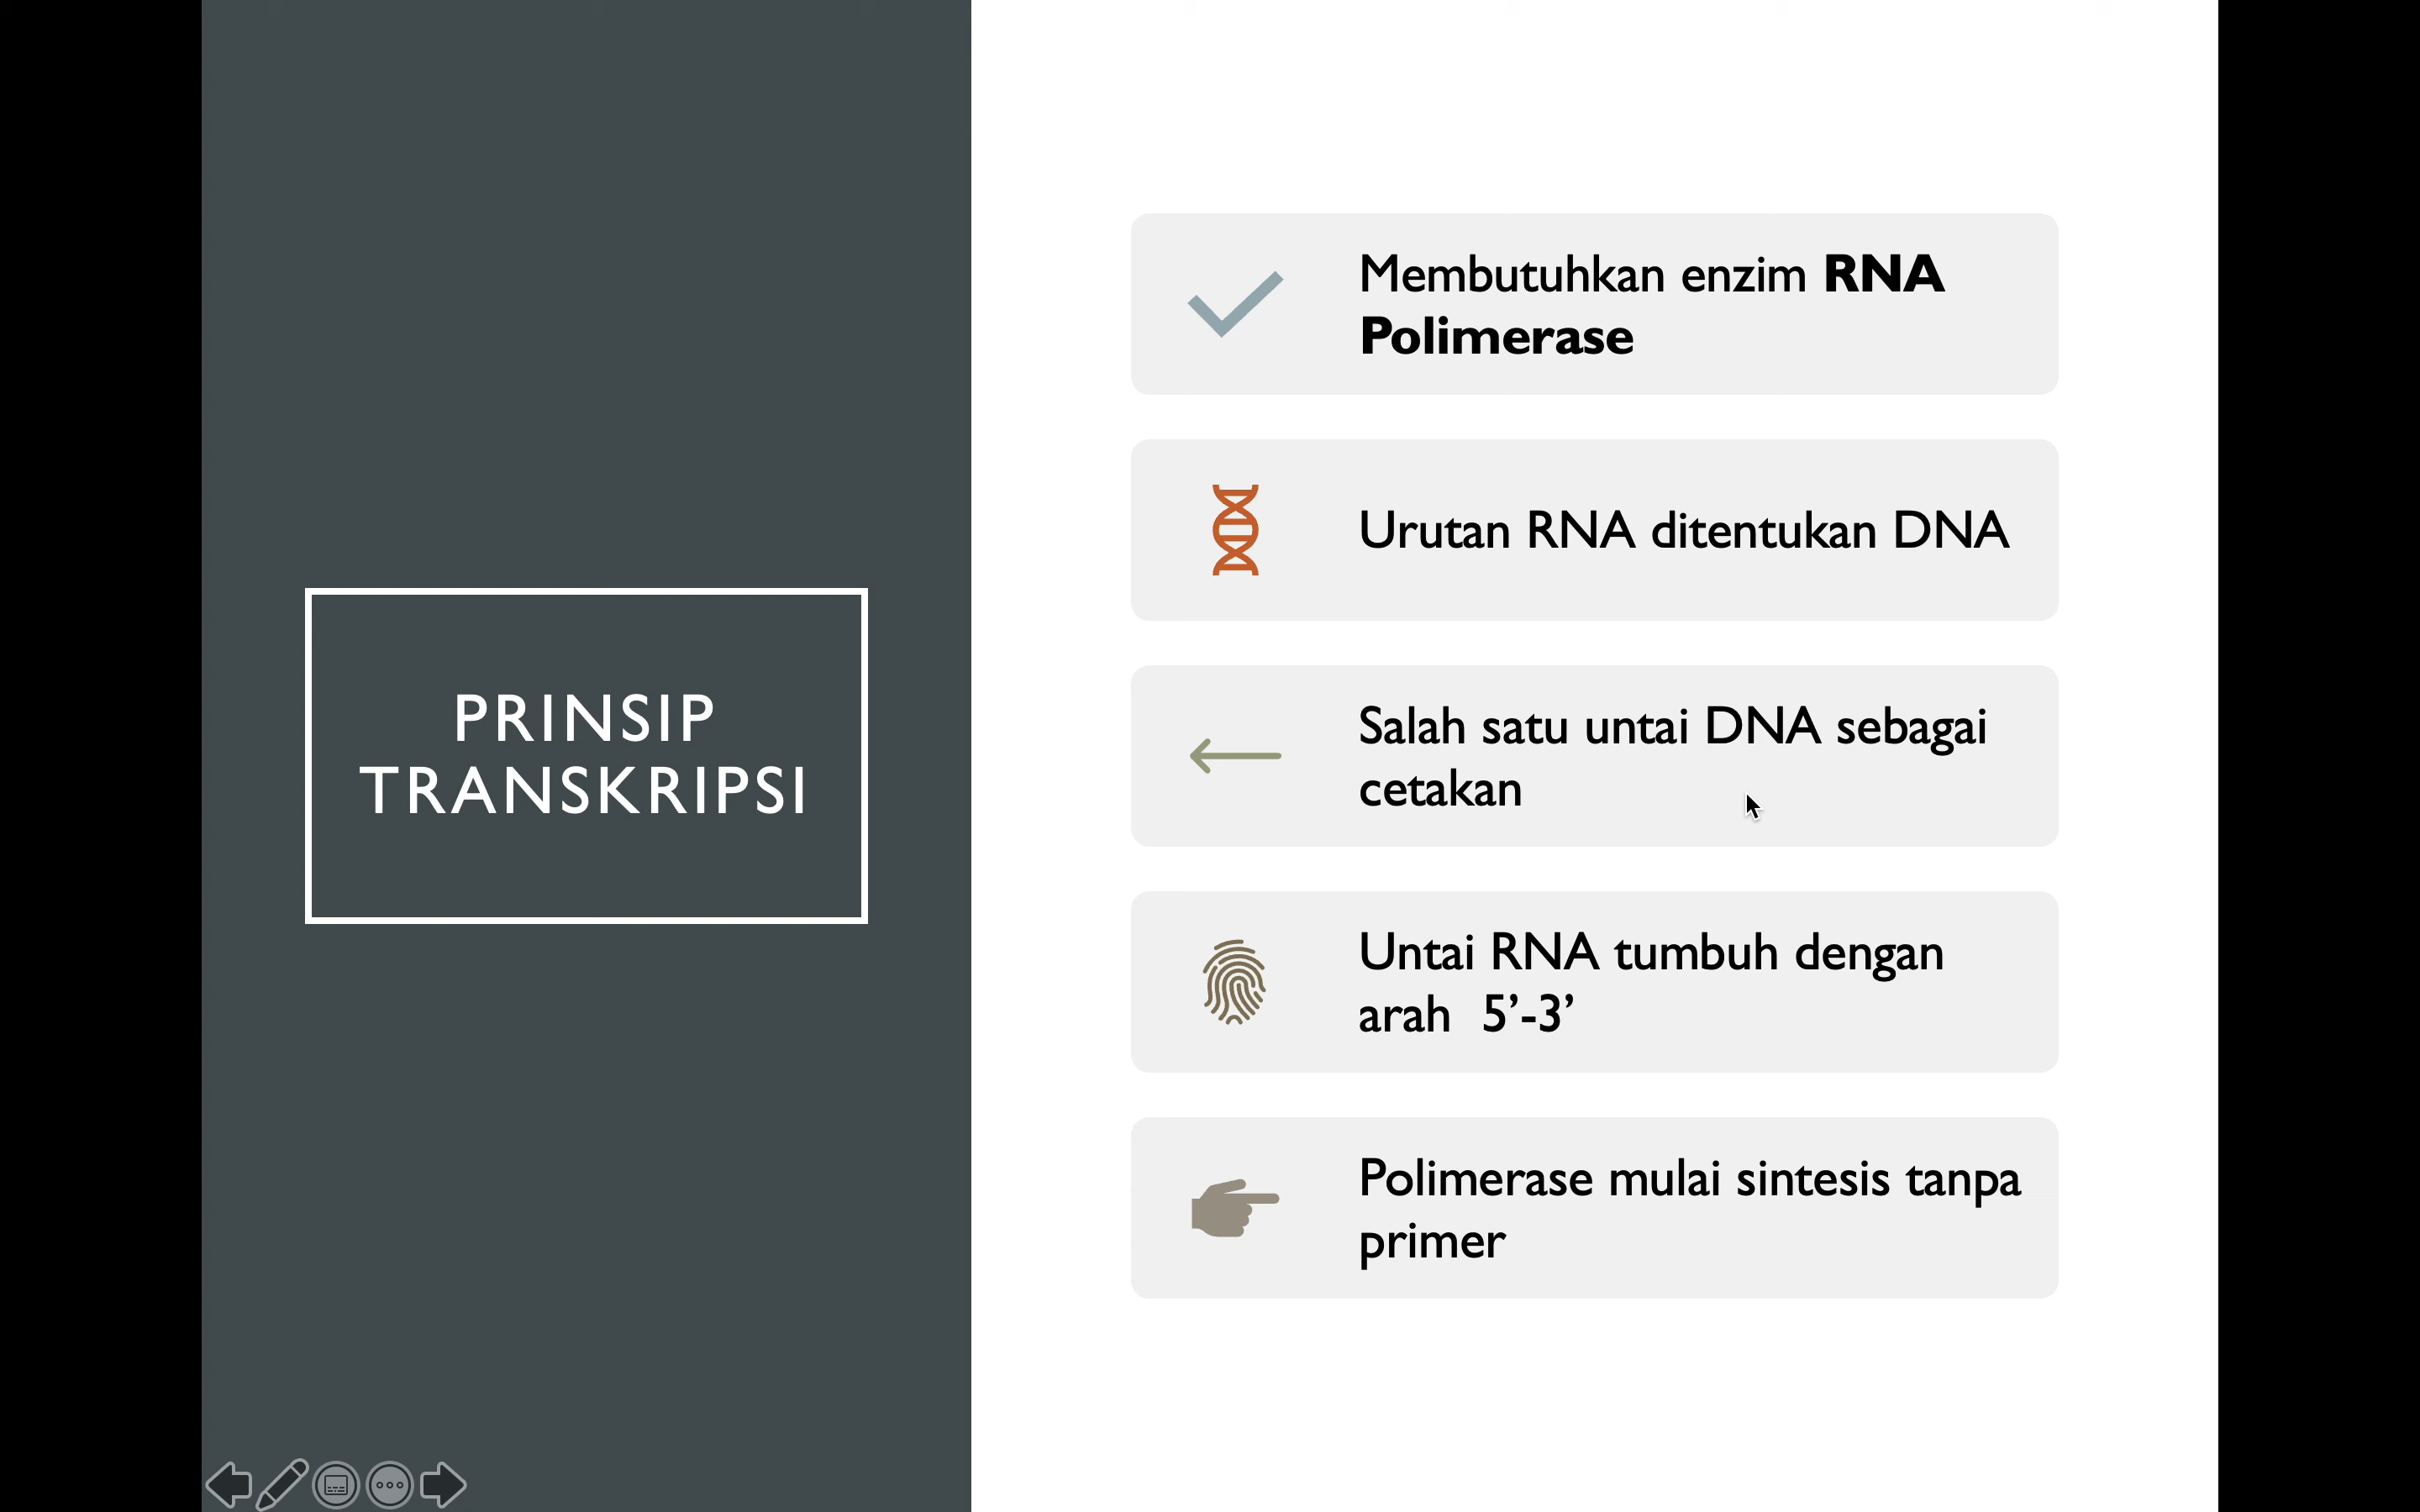 PRINSIP
TRANSKRIPSI
Membutuhkan enzim RNA
Polimerase
Urutan RNA ditentukan DNA
Salah satu untai DNA sebagai
cetakan
Untai RNA tumbuh dengan
arah  5’-3’
Polimerase mulai sintesis tanpa
primer